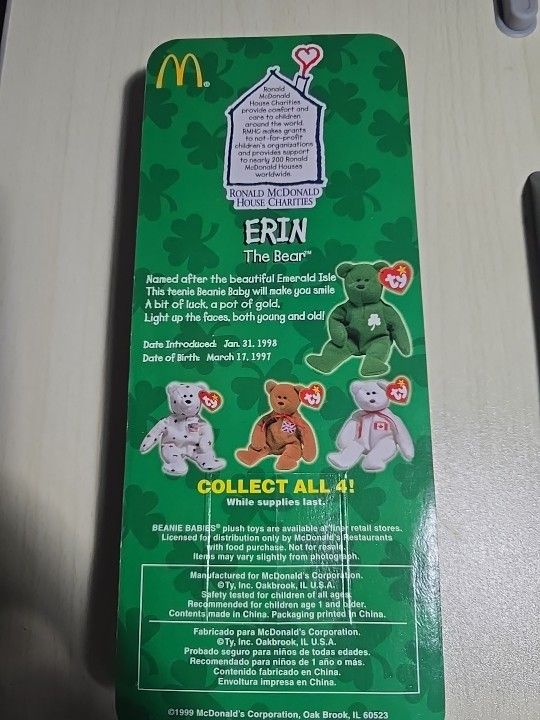 Ronald
McDonald
House Charities
provide comfort and
care to children
around the world.
RMHC makes grants
to not-for-profit
children's organizations
and provides support
to nearly 200 Ronald
McDonald Houses
worldwide.
RONALD MCDONALD
HOUSE CHARITIES
ERIN
The Bear™
Named after the beautiful Emerald Isle
This teenie Beanie Baby will make you smile
A bit of luck, a pot of gold,
Light up the faces, both young and old!
Date Introduced: Jan. 31, 1998
Date of Birth: March 17, 1997
ty
ty
ty
ty
COLLECT ALL 4!
While supplies last.
BEANIE BABIES® plush toys are available at finer retail stores.
Licensed for distribution only by McDonald's Restaurants
with food purchase. Not for resale.
Items may vary slightly from photograph.
Manufactured for McDonald's Corporation.
©Ty, Inc. Oakbrook, IL U.S.A.
Safety tested for children of all ages.
Recommended for children age 1 and older.
Contents made in China. Packaging printed in China.
Fabricado para McDonald's Corporation.
©Ty, Inc. Oakbrook, IL U.S.A.
Probado seguro para niños de todas edades.
Recomendado para niños de 1 año o más.
Contenido fabricado en China.
Envoltura impresa en China.
©1999 McDonald's Corporation, Oak Brook, IL 60523